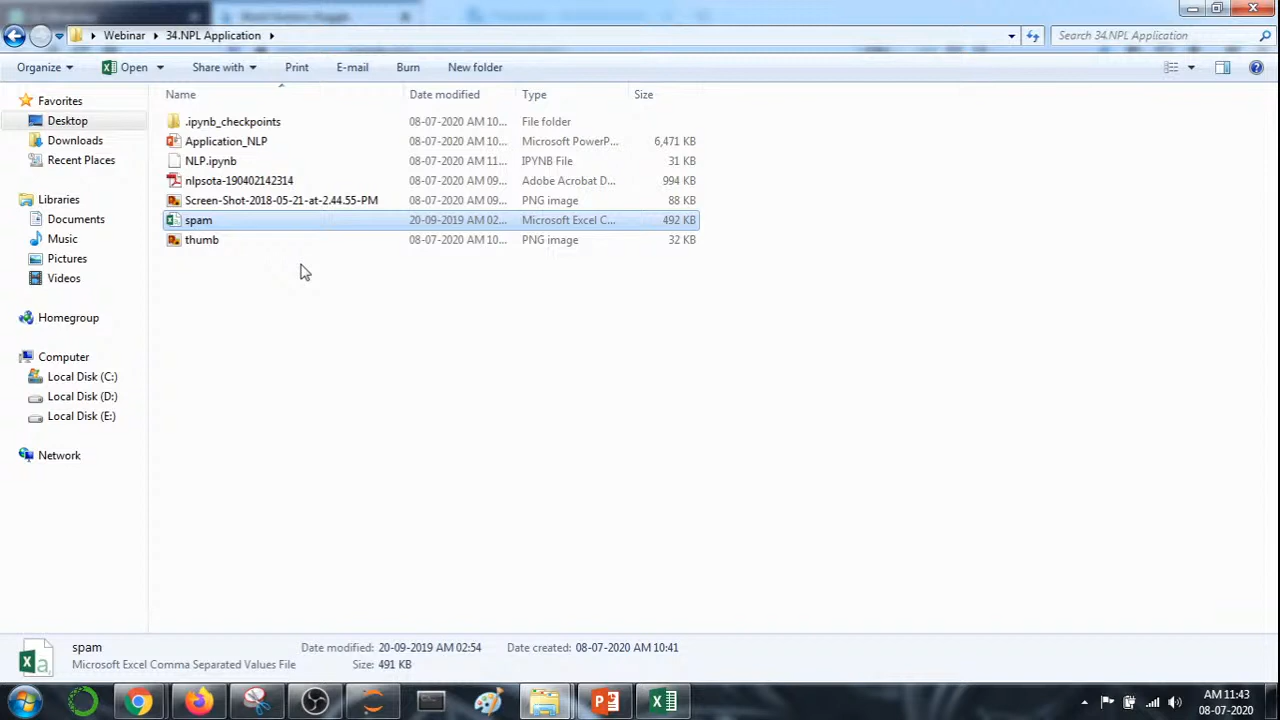 Webinar 34.NPL Application Search 34.NPL Application
Organize Open Share with Print E-mail Burn New folder
Name Date modified Type Size
Favorites
Desktop
Downloads
Recent Places
Libraries
Documents
Music
Pictures
Videos
Homegroup
Computer
Local Disk (C:)
Local Disk (D:)
Local Disk (E:)
Network
.ipynb_checkpoints 08-07-2020 AM 10... File folder
Application_NLP 08-07-2020 AM 10... Microsoft PowerP... 6,471 KB
NLP.ipynb 08-07-2020 AM 11... IPYNB File 31 KB
nlpsota-190402142314 08-07-2020 AM 09... Adobe Acrobat D... 994 KB
Screen-Shot-2018-05-21-at-2.44.55-PM 08-07-2020 AM 09... PNG image 88 KB
spam 20-09-2019 AM 02... Microsoft Excel C... 492 KB
thumb 08-07-2020 AM 10... PNG image 32 KB
spam Date modified: 20-09-2019 AM 02:54 Date created: 08-07-2020 AM 10:41
Microsoft Excel Comma Separated Values File Size: 491 KB
AM 11:43
08-07-2020